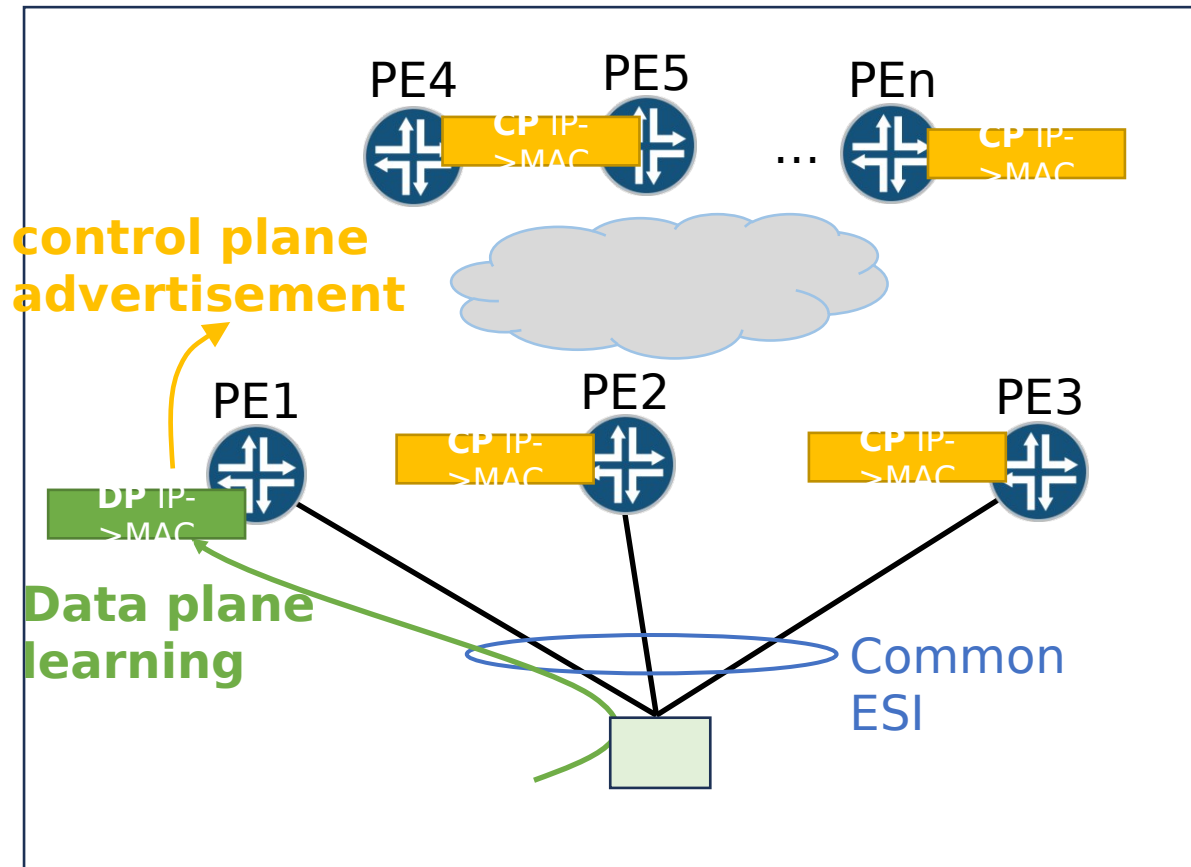 PE4
PE5
PEn
CP IP-
>MAC
CP IP-
>MAC
...
control plane
advertisement
PE1
PE2
PE3
CP IP-
>MAC
CP IP-
>MAC
DP IP-
>MAC
Data plane
learning
Common
ESI